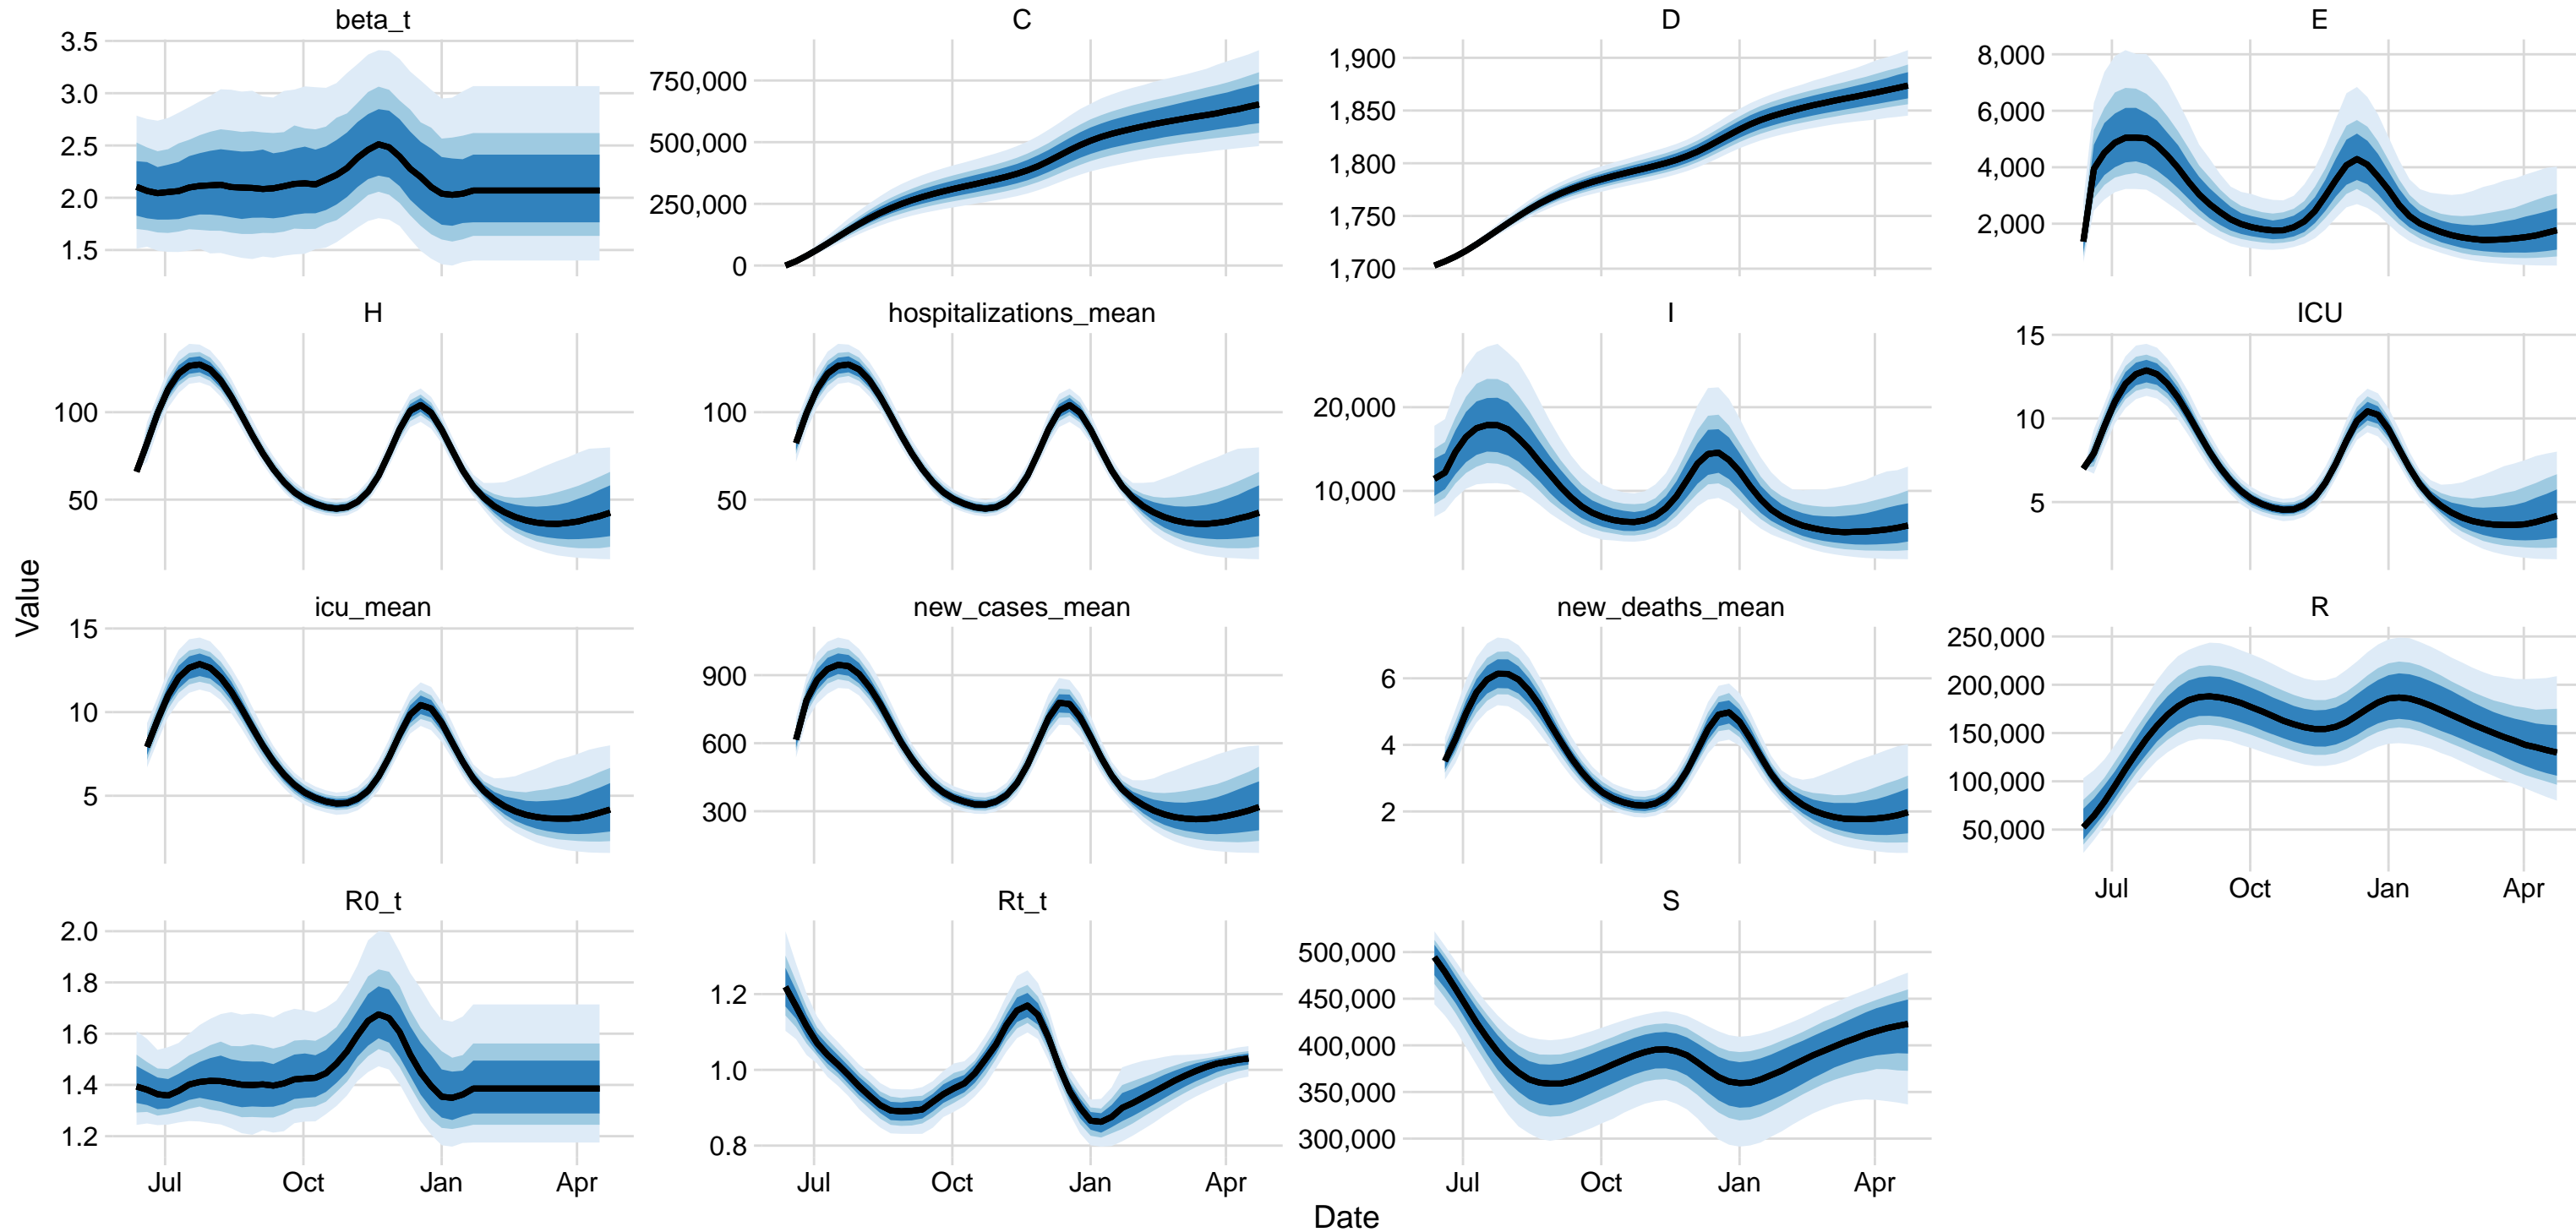 beta_t
3.5
3.0
2.5
2.0
1.5
C
750,000
500,000
250,000
0
D
1,900
1,850
1,800
1,750
1,700
E
8,000
6,000
4,000
2,000
H
100
50
hospitalizations_mean
100
50
I
20,000
10,000
ICU
15
10
5
Value
icu_mean
15
10
5
new_cases_mean
900
600
300
new_deaths_mean
6
4
2
R
250,000
200,000
150,000
100,000
50,000
Jul Oct Jan Apr
R0_t
2.0
1.8
1.6
1.4
1.2
Jul Oct Jan Apr
Rt_t
1.2
1.0
0.8
Jul Oct Jan Apr
S
500,000
450,000
400,000
350,000
300,000
Jul Oct Jan Apr
Date